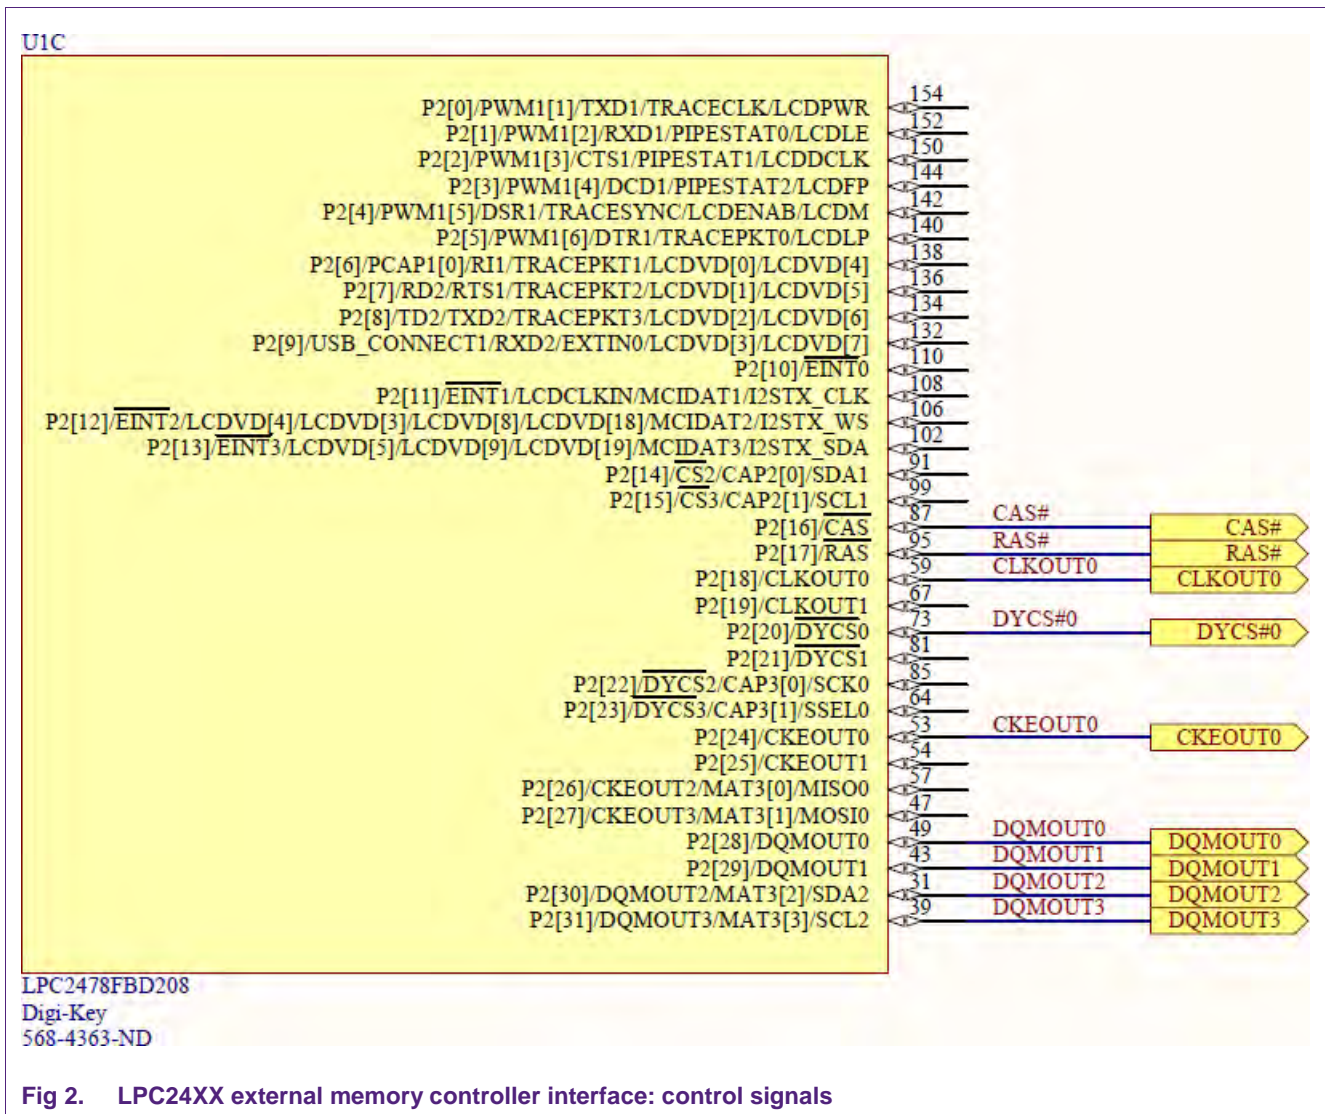 U1C
P2[0]/PWM1[1]/TXD1/TRACECLK/LCDPWR 154
P2[1]/PWM1[2]/RXD1/PIPESTAT0/LCDLE 152
P2[2]/PWM1[3]/CTS1/PIPESTAT1/LCDDCLK 150
P2[3]/PWM1[4]/DCD1/PIPESTAT2/LCDFP 144
P2[4]/PWM1[5]/DSR1/TRACESYNC/LCDENAB/LCDM 142
P2[5]/PWM1[6]/DTR1/TRACEPKT0/LCDLP 140
P2[6]/PCAP1[0]/RI1/TRACEPKT1/LCDVD[0]/LCDVD[4] 138
P2[7]/RD2/RTS1/TRACEPKT2/LCDVD[1]/LCDVD[5] 136
P2[8]/TD2/TXD2/TRACEPKT3/LCDVD[2]/LCDVD[6] 134
P2[9]/USB_CONNECT1/RXD2/EXTIN0/LCDVD[3]/LCDVD[7] 132
P2[10]/EINT0 110
P2[11]/EINT1/LCDCLKIN/MCIDAT1/I2STX_CLK 108
P2[12]/EINT2/LCDVD[4]/LCDVD[3]/LCDVD[8]/LCDVD[18]/MCIDAT2/I2STX_WS 106
P2[13]/EINT3/LCDVD[5]/LCDVD[9]/LCDVD[19]/MCIDAT3/I2STX_SDA 102
P2[14]/CS2/CAP2[0]/SDA1 91
P2[15]/CS3/CAP2[1]/SCL1 99
P2[16]/CAS 87 CAS# CAS#
P2[17]/RAS 95 RAS# RAS#
P2[18]/CLKOUT0 59 CLKOUT0 CLKOUT0
P2[19]/CLKOUT1 67
P2[20]/DYCS0 73 DYCS#0 DYCS#0
P2[21]/DYCS1 81
P2[22]/DYCS2/CAP3[0]/SCK0 85
P2[23]/DYCS3/CAP3[1]/SSEL0 64
P2[24]/CKEOUT0 53 CKEOUT0 CKEOUT0
P2[25]/CKEOUT1 54
P2[26]/CKEOUT2/MAT3[0]/MISO0 57
P2[27]/CKEOUT3/MAT3[1]/MOSI0 47
P2[28]/DQMOUT0 49 DQMOUT0 DQMOUT0
P2[29]/DQMOUT1 43 DQMOUT1 DQMOUT1
P2[30]/DQMOUT2/MAT3[2]/SDA2 31 DQMOUT2 DQMOUT2
P2[31]/DQMOUT3/MAT3[3]/SCL2 39 DQMOUT3 DQMOUT3
LPC2478FBD208
Digi-Key
568-4363-ND
Fig 2. LPC24XX external memory controller interface: control signals